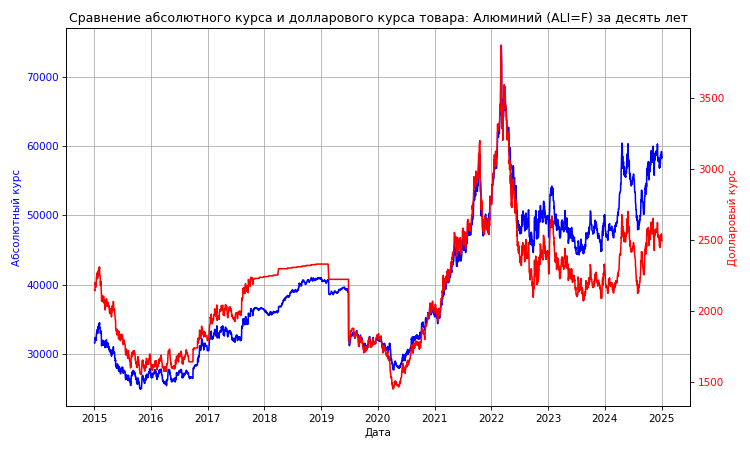 Сравнение абсолютного курса и долларового курса товара: Алюминий (ALI=F) за десять лет
70000
60000
50000
40000
30000
Абсолютный курс
3500
3000
2500
2000
1500
Долларовый курс
2015 2016 2017 2018 2019 2020 2021 2022 2023 2024 2025
Дата